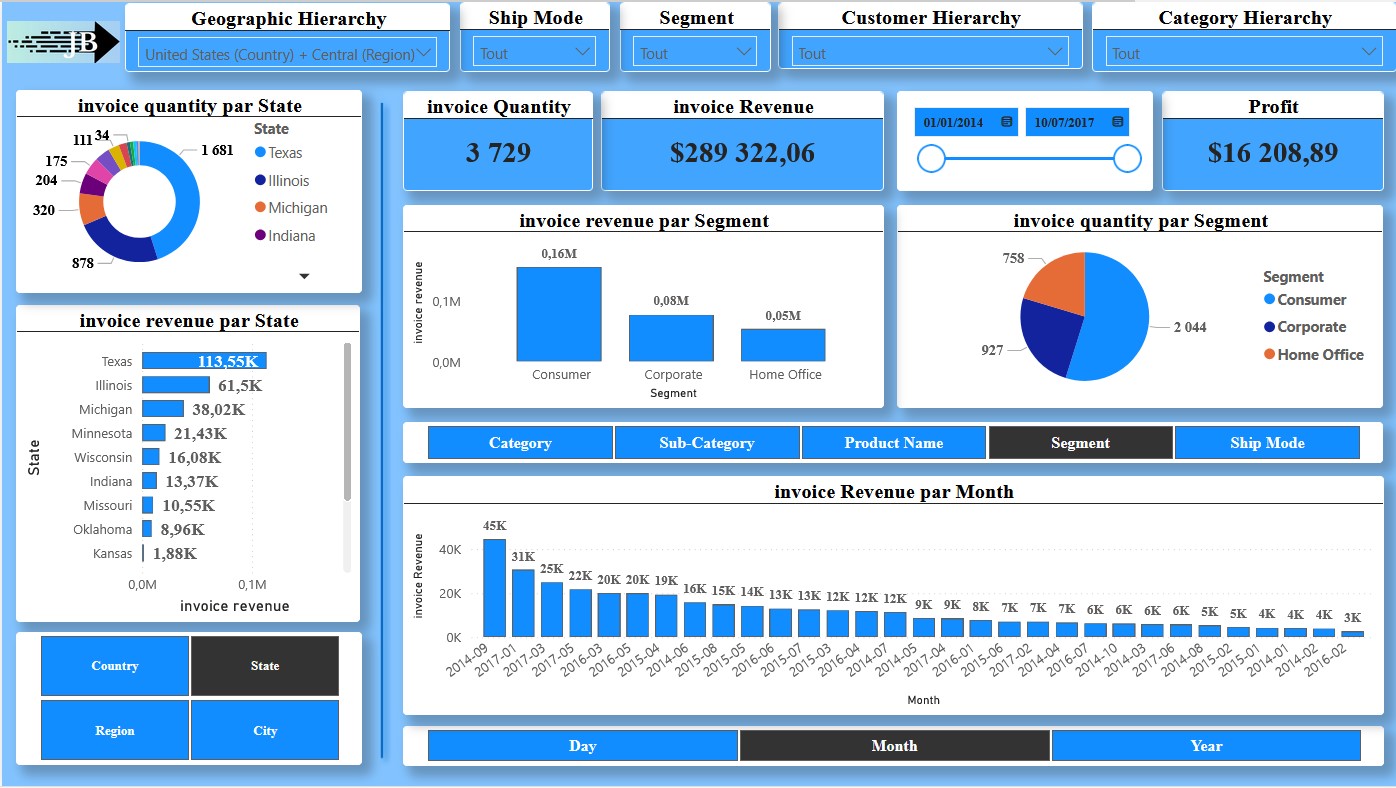 JB
Geographic Hierarchy
United States (Country) + Central (Region)
Ship Mode
Tout
Segment
Tout
Customer Hierarchy
Tout
Category Hierarchy
Tout
invoice quantity par State
1 681
878
320
204
175
111
34
State
Texas
Illinois
Michigan
Indiana
invoice Quantity
3 729
invoice Revenue
$289 322,06
01/01/2014
10/07/2017
Profit
$16 208,89
invoice revenue par State
State
Texas 113,55K
Illinois 61,5K
Michigan 38,02K
Minnesota 21,43K
Wisconsin 16,08K
Indiana 13,37K
Missouri 10,55K
Oklahoma 8,96K
Kansas 1,88K
0,0M 0,1M
invoice revenue
Country
State
Region
City
invoice revenue par Segment
invoice revenue
0,1M
0,0M
0,16M
0,08M
0,05M
Consumer Corporate Home Office
Segment
invoice quantity par Segment
758
927
2 044
Segment
Consumer
Corporate
Home Office
Category
Sub-Category
Product Name
Segment
Ship Mode
invoice Revenue par Month
invoice Revenue
40K
20K
0K
45K 31K 25K 22K 20K 20K 19K 16K 15K 14K 13K 13K 12K 12K 12K 9K 9K 8K 7K 7K 7K 6K 6K 6K 6K 5K 5K 4K 4K 4K 3K
2014-09 2017-01 2017-03 2017-05 2016-03 2016-05 2015-04 2014-06 2015-08 2015-05 2016-06 2015-07 2015-03 2016-04 2014-07 2014-05 2017-04 2016-01 2015-06 2017-02 2014-04 2016-07 2014-10 2014-03 2017-06 2014-08 2015-02 2015-01 2014-01 2014-02 2016-02
Month
Day
Month
Year